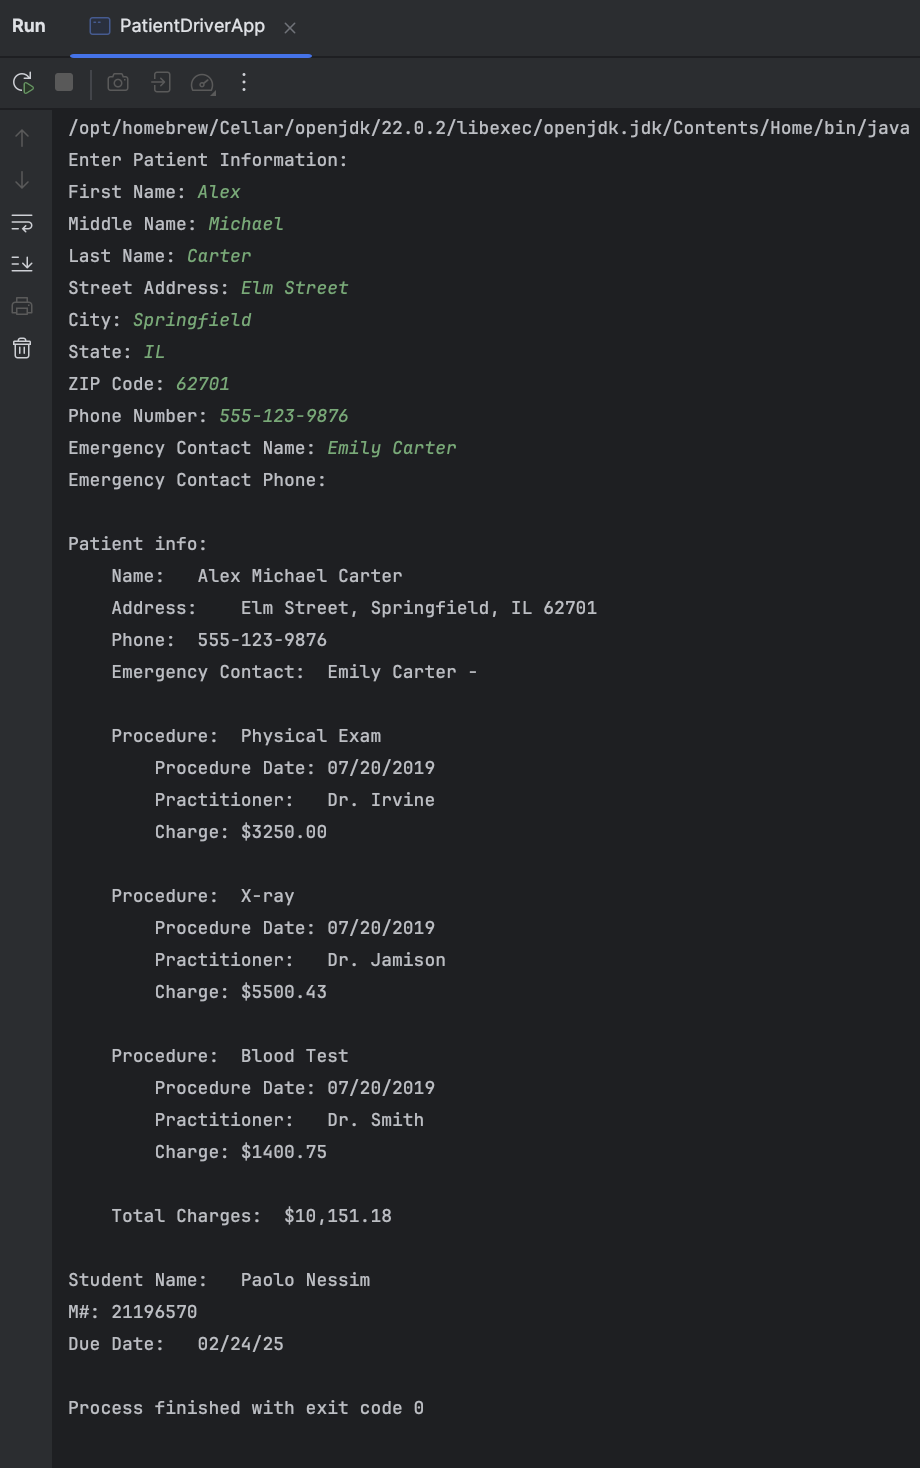 Run PatientDriverApp
/opt/homebrew/Cellar/openjdk/22.0.2/libexec/openjdk.jdk/Contents/Home/bin/java
Enter Patient Information:
First Name: Alex
Middle Name: Michael
Last Name: Carter
Street Address: Elm Street
City: Springfield
State: IL
ZIP Code: 62701
Phone Number: 555-123-9876
Emergency Contact Name: Emily Carter
Emergency Contact Phone:
Patient info:
Name:   Alex Michael Carter
Address:    Elm Street, Springfield, IL 62701
Phone:  555-123-9876
Emergency Contact:  Emily Carter -
Procedure:  Physical Exam
Procedure Date: 07/20/2019
Practitioner:   Dr. Irvine
Charge: $3250.00
Procedure:  X-ray
Procedure Date: 07/20/2019
Practitioner:   Dr. Jamison
Charge: $5500.43
Procedure:  Blood Test
Procedure Date: 07/20/2019
Practitioner:   Dr. Smith
Charge: $1400.75
Total Charges:  $10,151.18
Student Name:   Paolo Nessim
M#: 21196570
Due Date:   02/24/25
Process finished with exit code 0